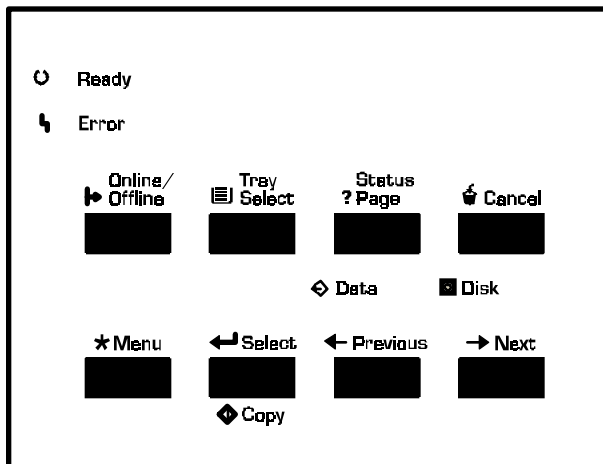 Ready
Error
Online/
Offline
Tray
Select
Status
? Page
Cancel
Data
Disk
*Menu
Select
Previous
Next
Copy